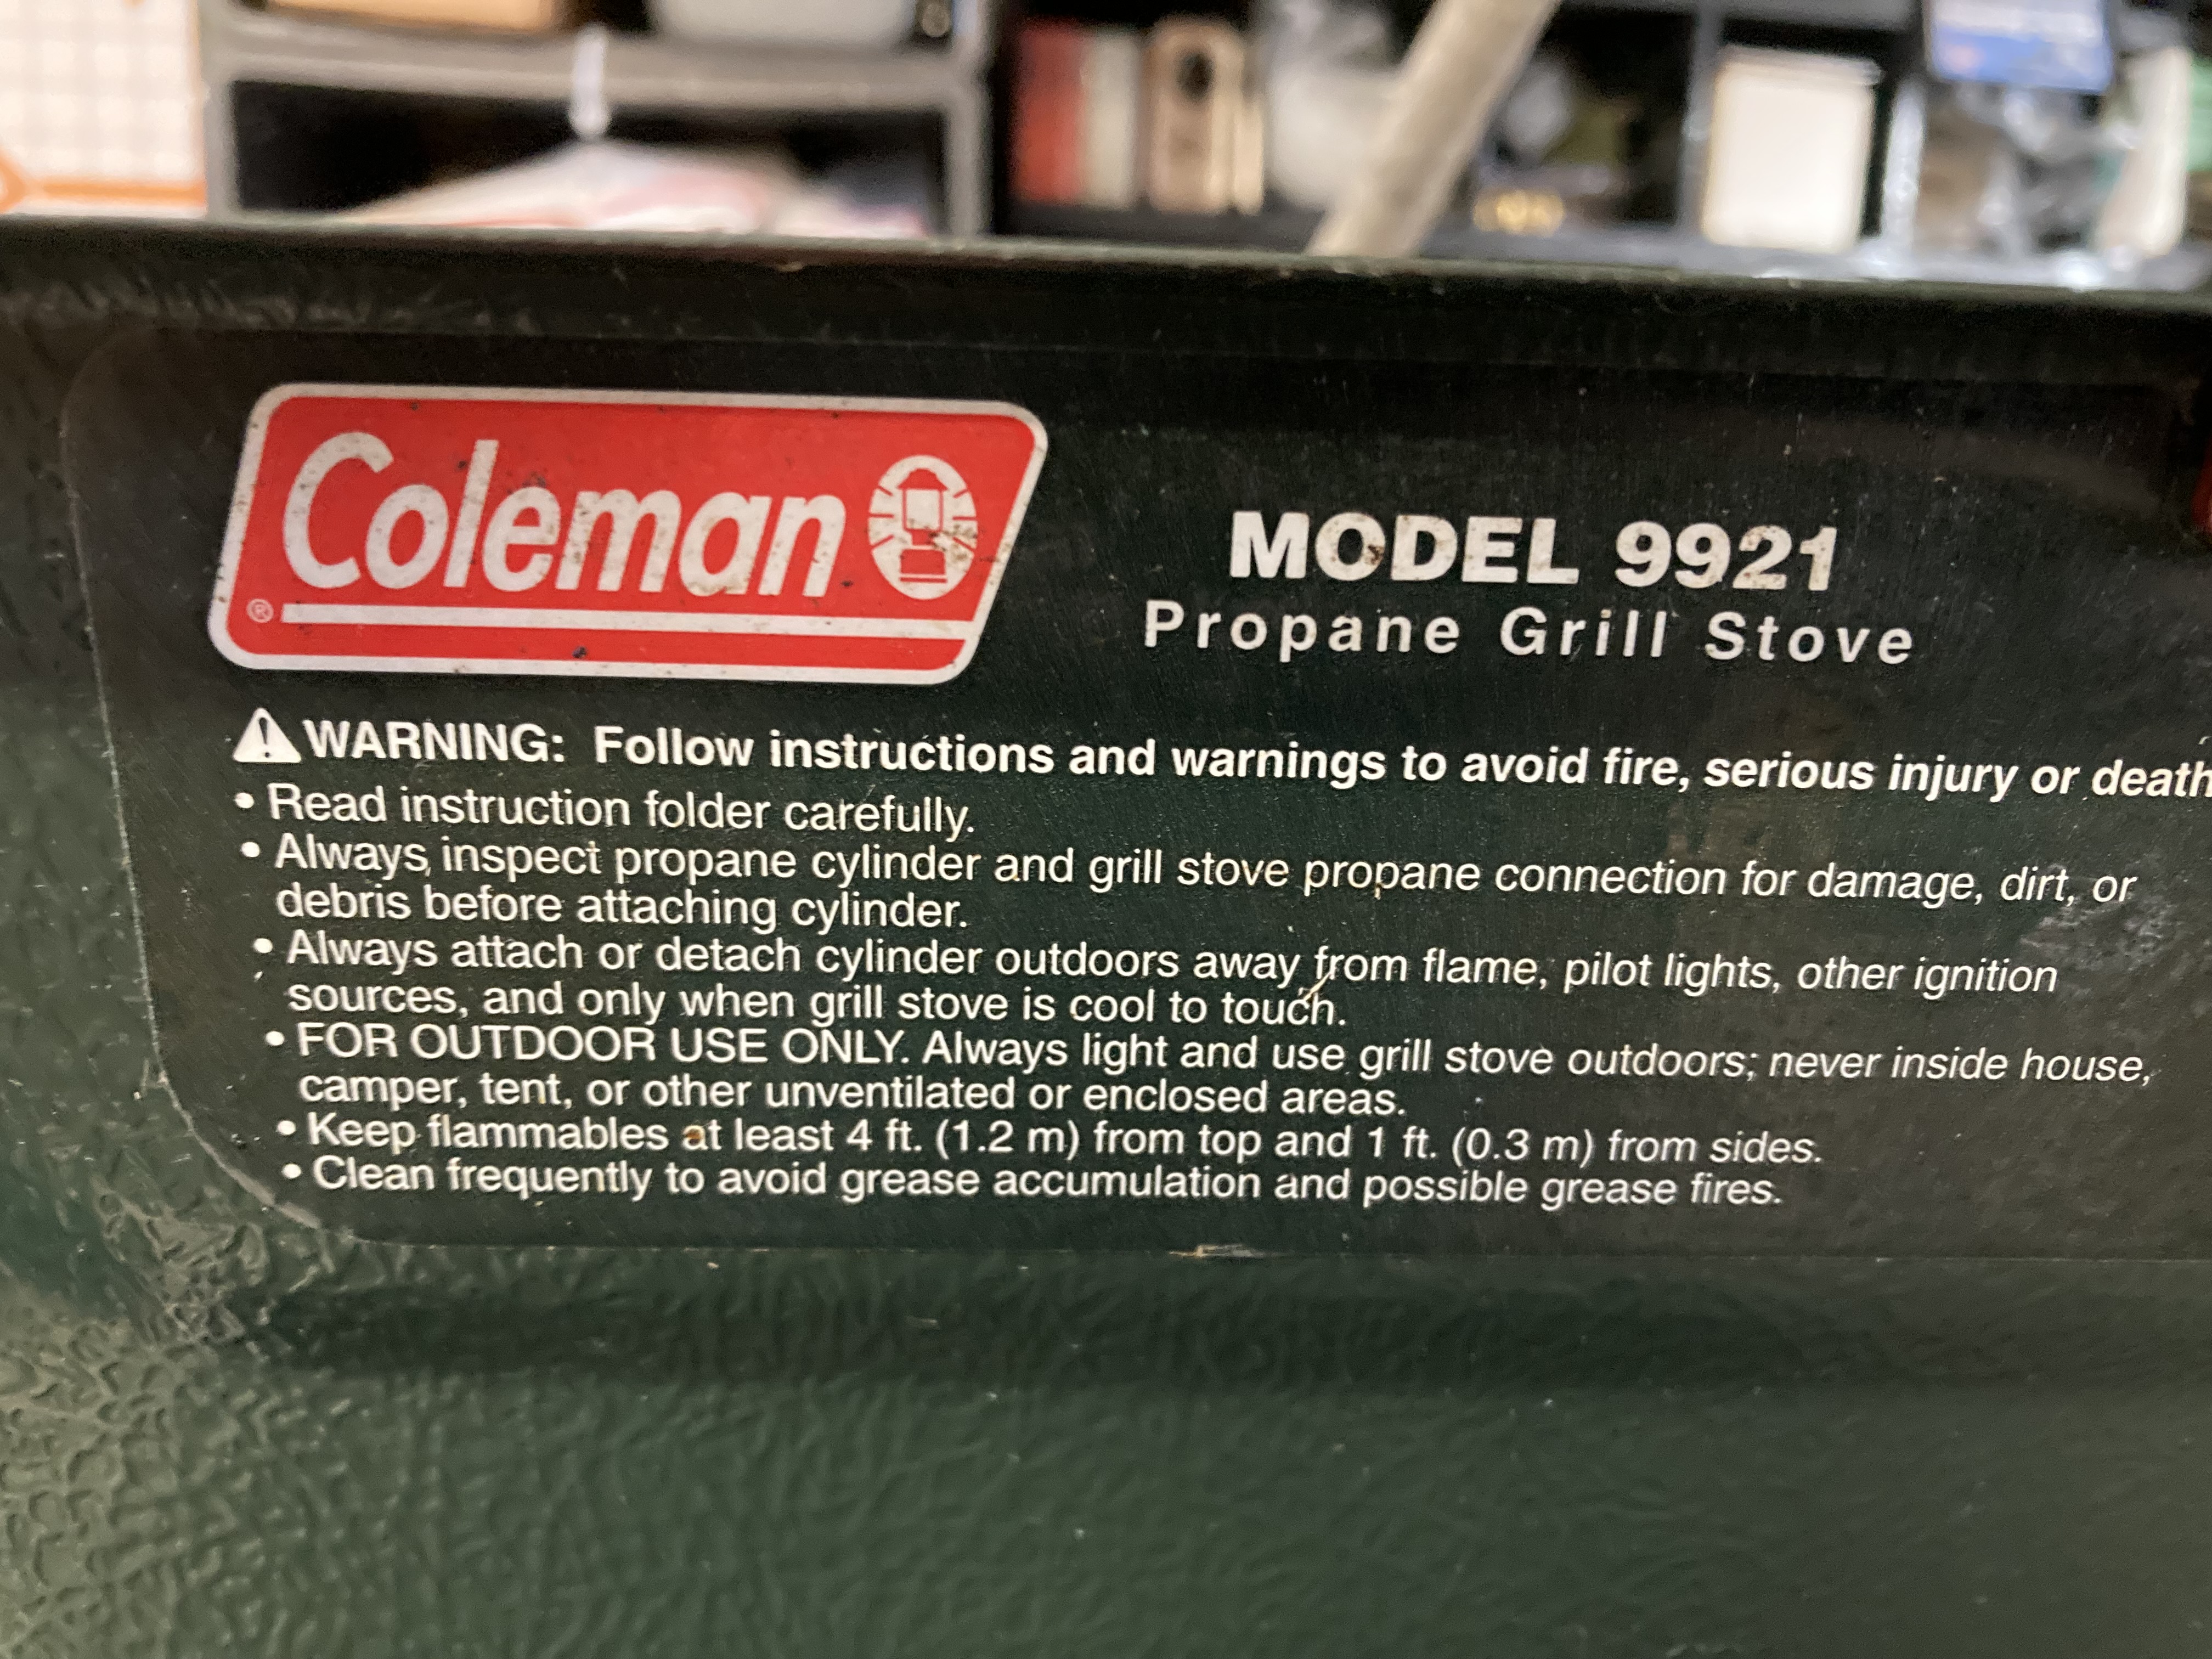 Coleman
®
MODEL 9921
Propane Grill Stove
⚠WARNING: Follow instructions and warnings to avoid fire, serious injury or death
• Read instruction folder carefully.
• Always inspect propane cylinder and grill stove propane connection for damage, dirt, or
debris before attaching cylinder.
• Always attach or detach cylinder outdoors away from flame, pilot lights, other ignition
sources, and only when grill stove is cool to touch.
• FOR OUTDOOR USE ONLY. Always light and use grill stove outdoors; never inside house,
camper, tent, or other unventilated or enclosed areas.
• Keep flammables at least 4 ft. (1.2 m) from top and 1 ft. (0.3 m) from sides.
• Clean frequently to avoid grease accumulation and possible grease fires.